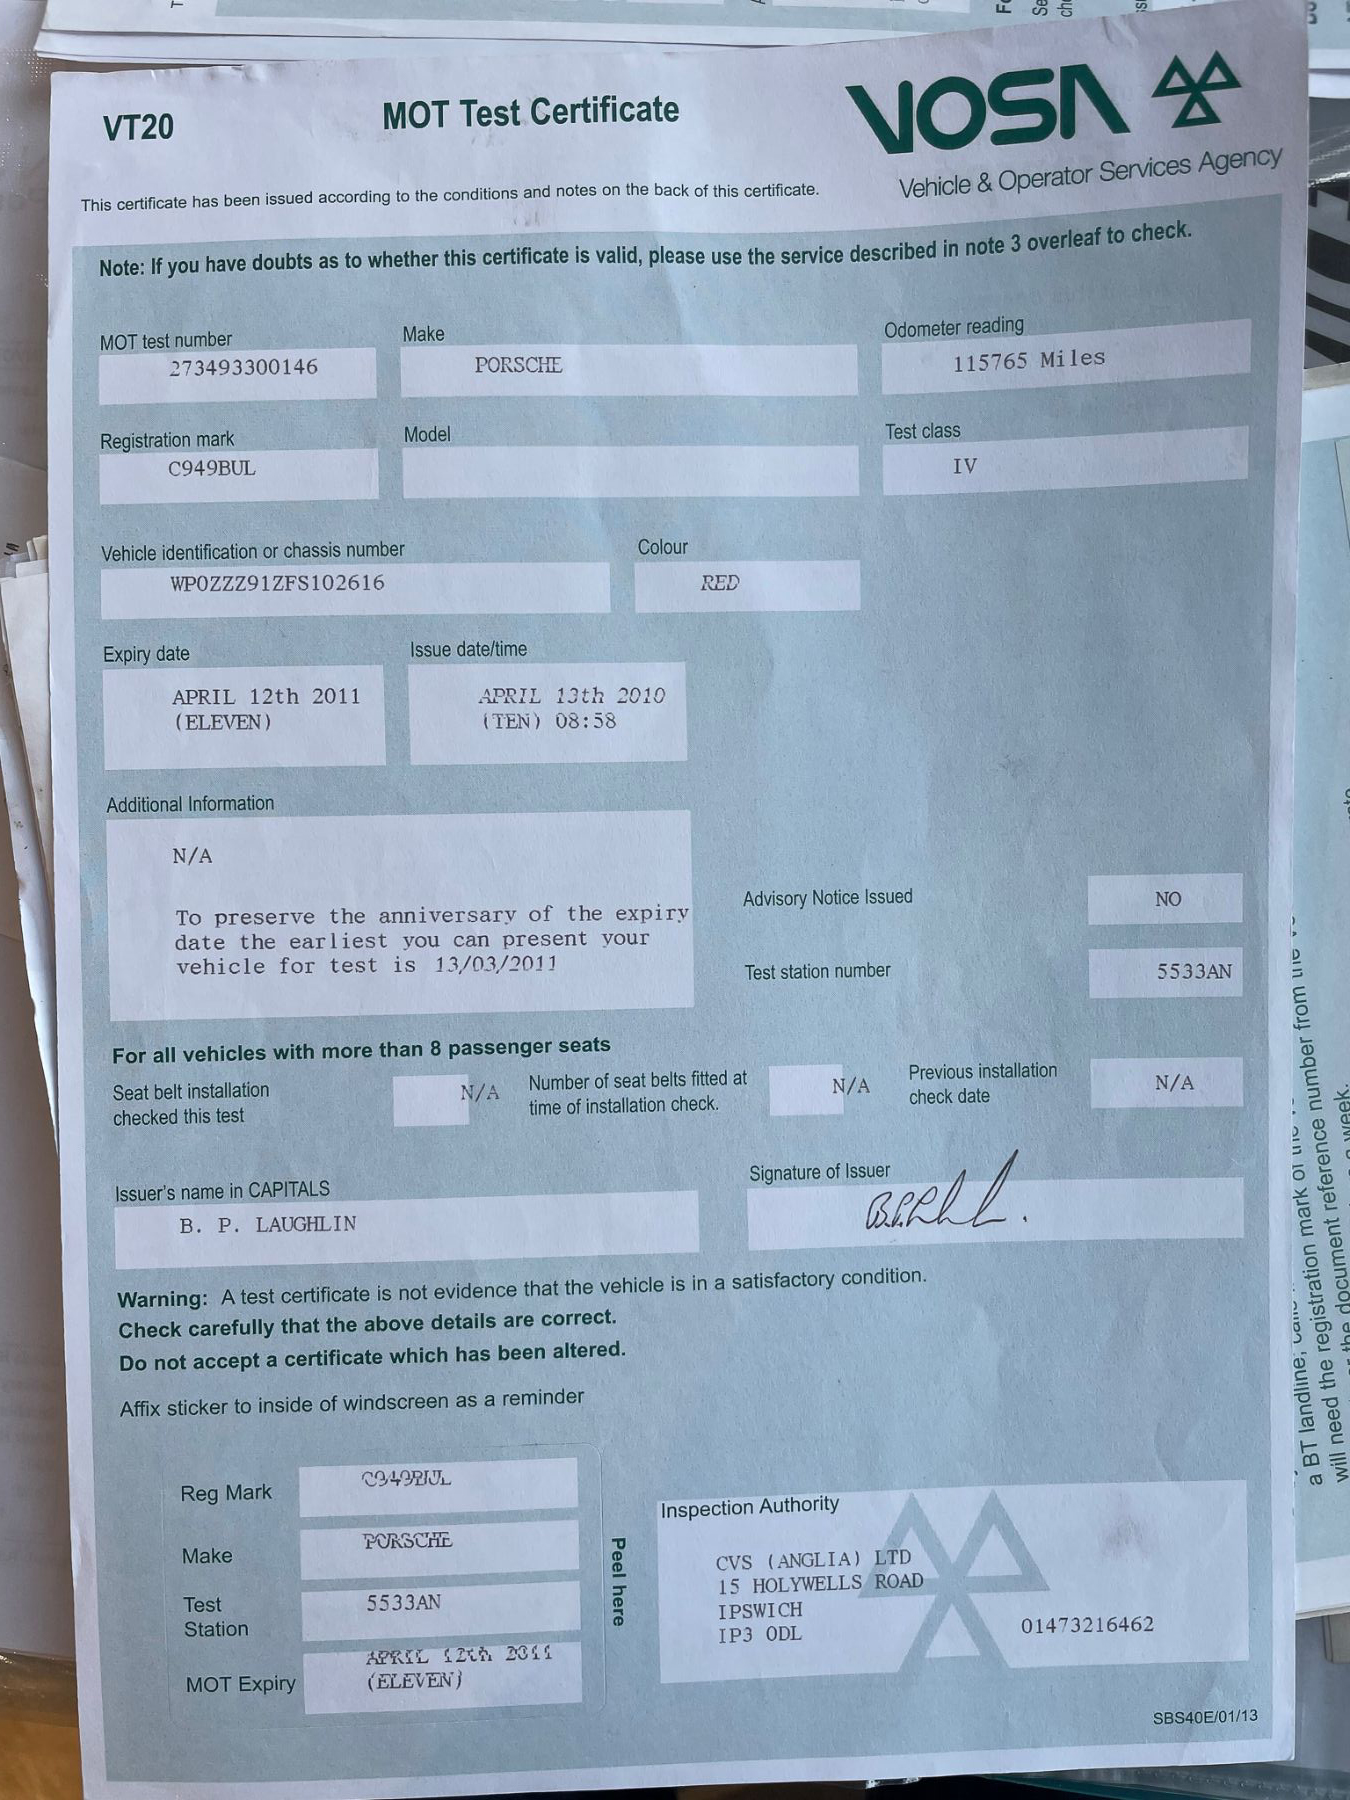 VT20
MOT Test Certificate
VOSA
Vehicle & Operator Services Agency
This certificate has been issued according to the conditions and notes on the back of this certificate.
Note: If you have doubts as to whether this certificate is valid, please use the service described in note 3 overleaf to check.
MOT test number
273493300146
Make
PORSCHE
Odometer reading
115765 Miles
Registration mark
C949BUL
Model
Test class
IV
Vehicle identification or chassis number
WP0ZZZ91ZFS102616
Colour
RED
Expiry date
APRIL 12th 2011
(ELEVEN)
Issue date/time
APRIL 13th 2010
(TEN) 08:58
Additional Information
N/A
To preserve the anniversary of the expiry
date the earliest you can present your
vehicle for test is 13/03/2011
Advisory Notice Issued
NO
Test station number
5533AN
For all vehicles with more than 8 passenger seats
Seat belt installation
checked this test
N/A
Number of seat belts fitted at
time of installation check.
N/A
Previous installation
check date
N/A
Issuer's name in CAPITALS
B. P. LAUGHLIN
Signature of Issuer
Warning: A test certificate is not evidence that the vehicle is in a satisfactory condition.
Check carefully that the above details are correct.
Do not accept a certificate which has been altered.
Affix sticker to inside of windscreen as a reminder
Reg Mark
C949BUL
Make
PORSCHE
Test
Station
5533AN
MOT Expiry
APRIL 12th 2011
(ELEVEN)
Peel here
Inspection Authority
CVS (ANGLIA) LTD
15 HOLYWELLS ROAD
IPSWICH
IP3 0DL
01473216462
SBS40E/01/13
a BT landline; calls
will need the registration mark of the
or the document reference number from the
week.